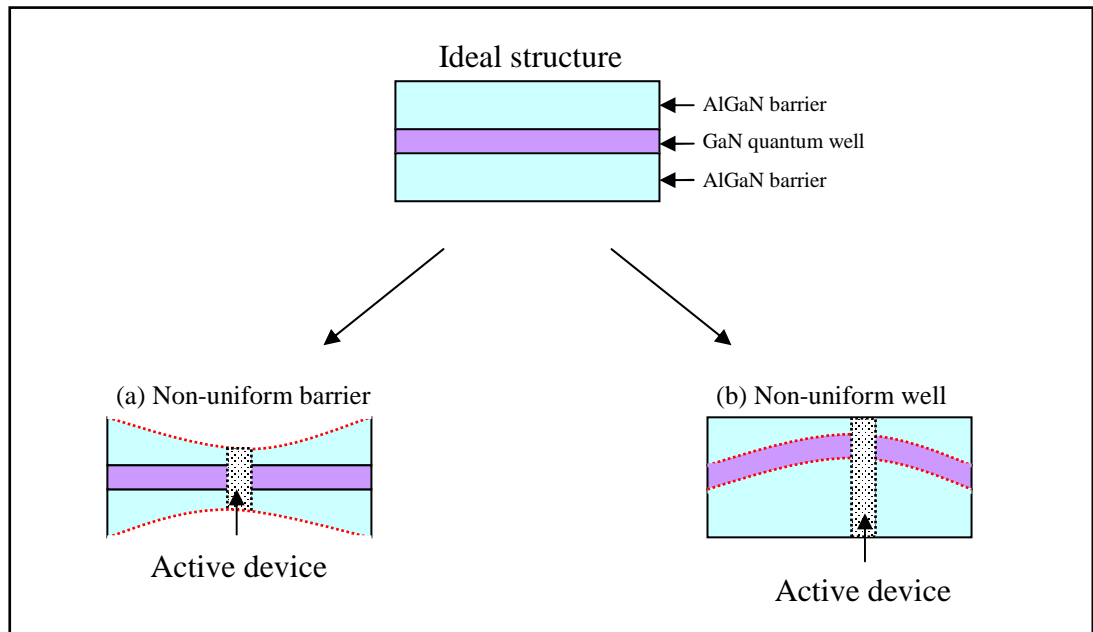 Ideal structure
AlGaN barrier
GaN quantum well
AlGaN barrier
(a) Non-uniform barrier
(b) Non-uniform well
Active device
Active device